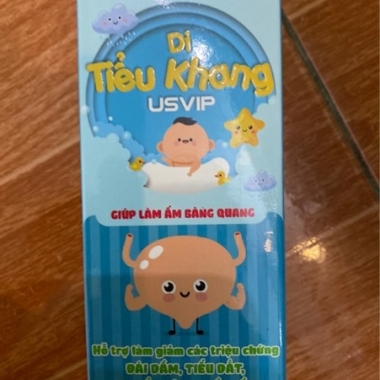 Di
Tiểu Khang
USVIP
GIÚP LÀM ẤM BÀNG QUANG
Hỗ trợ làm giảm các triệu chứng
ĐÁI DẦM, TIỂU DẮT,